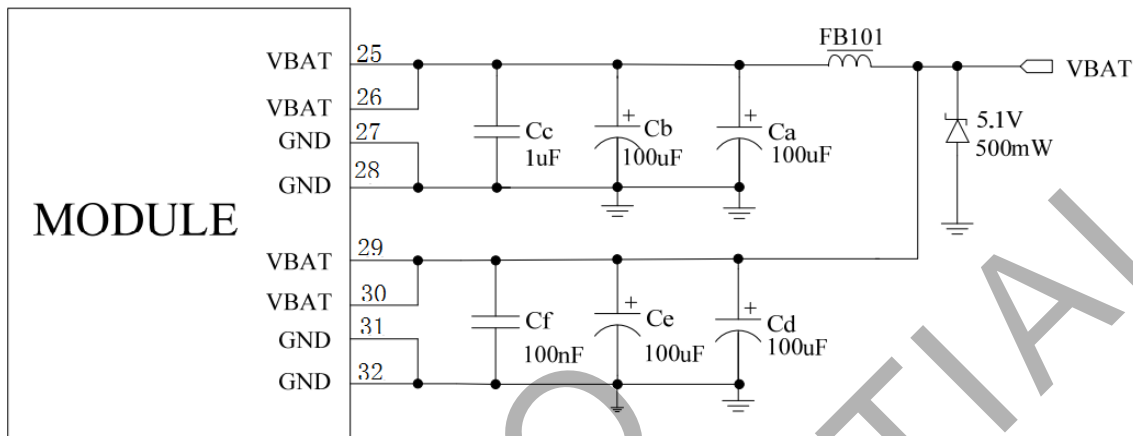 FB101
VBAT 25
VBAT
VBAT 26
GND 27
GND 28
Cc
1uF
Cb
100uF
Ca
100uF
5.1V
500mW
MODULE
VBAT 29
VBAT 30
GND 31
GND 32
Cf
100nF
Ce
100uF
Cd
100uF